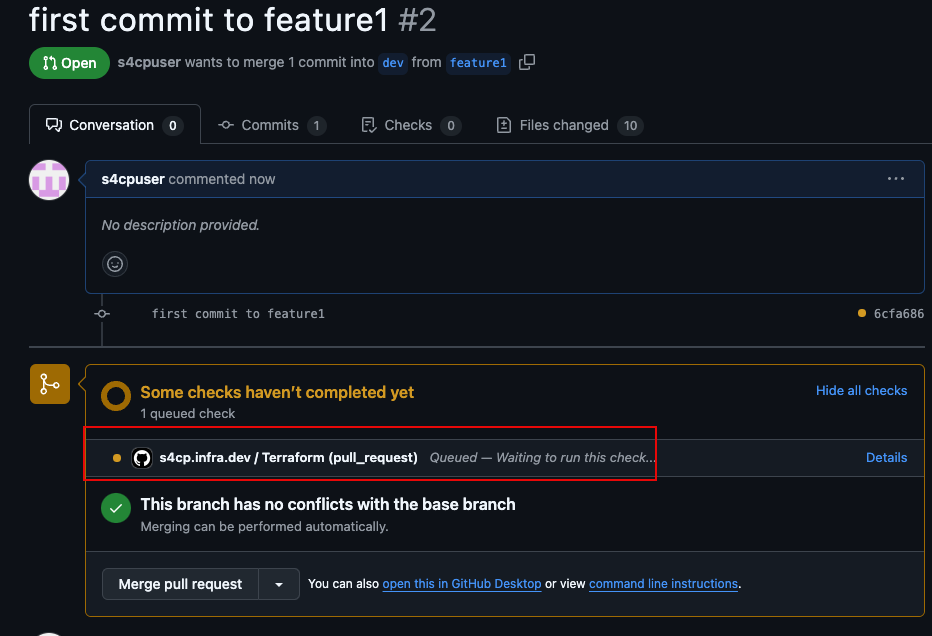 first commit to feature1 #2
Open s4cpuser wants to merge 1 commit into dev from feature1
Conversation 0 Commits 1 Checks 0 Files changed 10
s4cpuser commented now
No description provided.
first commit to feature1 6cfa686
Some checks haven’t completed yet Hide all checks
1 queued check
s4cp.infra.dev / Terraform (pull_request) Queued — Waiting to run this check... Details
This branch has no conflicts with the base branch
Merging can be performed automatically.
Merge pull request You can also open this in GitHub Desktop or view command line instructions.